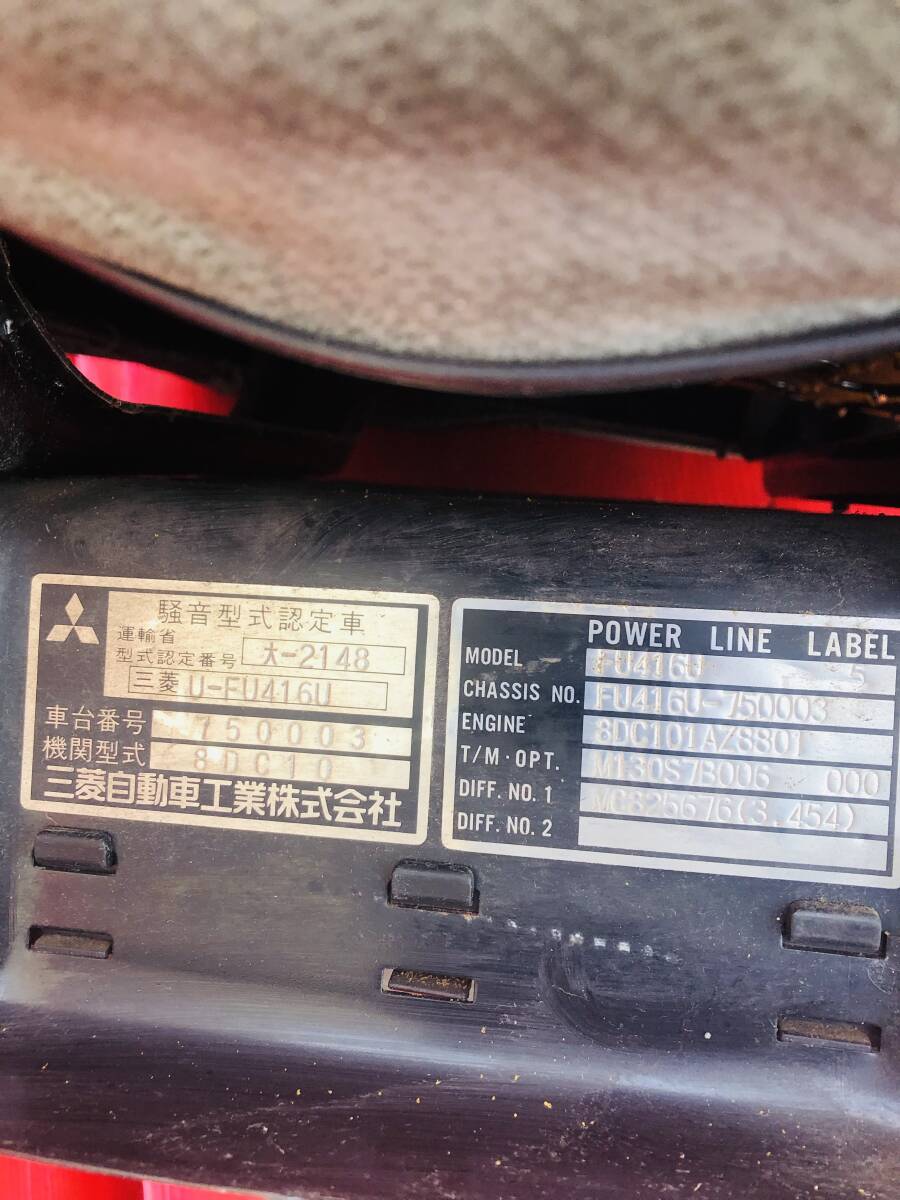 騒音型式認定車
運輸省
型式認定番号 大-2148
三菱 U-FU416U
車台番号 750003
機関型式 8DC10
三菱自動車工業株式会社
POWER LINE LABEL
MODEL FU416U 5
CHASSIS NO. FU416U-750003
ENGINE 8DC101AZ8801
T/M·OPT. M130S7B006 000
DIFF. NO. 1 MC825676(3.454)
DIFF. NO. 2